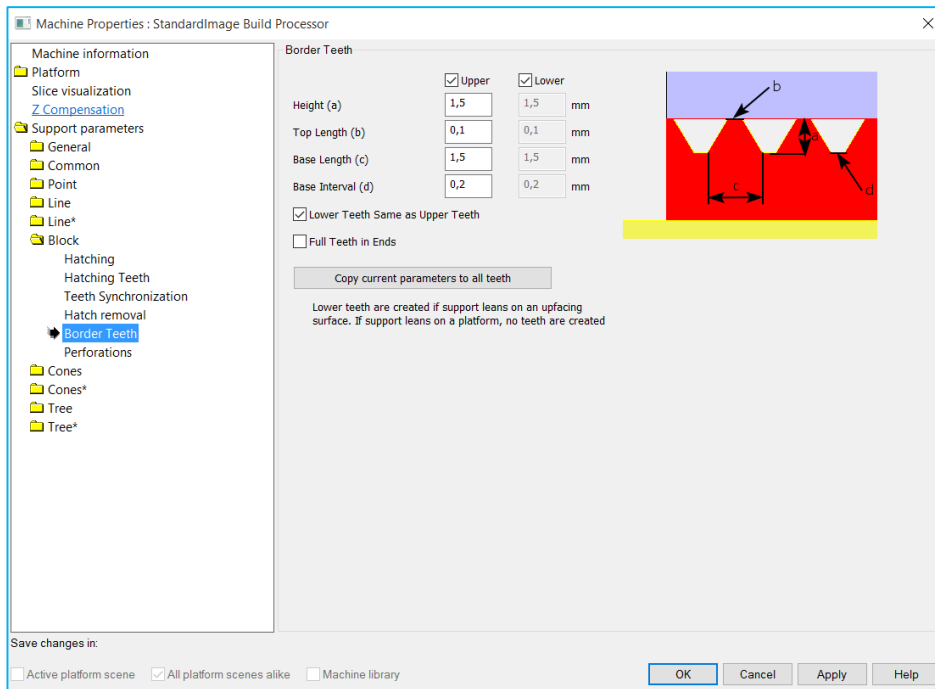 Machine Properties : StandardImage Build Processor
Machine information
Platform
Slice visualization
Z Compensation
Support parameters
General
Common
Point
Line
Line*
Block
Hatching
Hatching Teeth
Teeth Synchronization
Hatch removal
Border Teeth
Perforations
Cones
Cones*
Tree
Tree*
Border Teeth
Upper Lower
Height (a) 1,5 1,5 mm
Top Length (b) 0,1 0,1 mm
Base Length (c) 1,5 1,5 mm
Base Interval (d) 0,2 0,2 mm
Lower Teeth Same as Upper Teeth
Full Teeth in Ends
Copy current parameters to all teeth
Lower teeth are created if support leans on an upfacing
surface. If support leans on a platform, no teeth are created
b
a
c
d
Save changes in:
Active platform scene All platform scenes alike Machine library
OK Cancel Apply Help